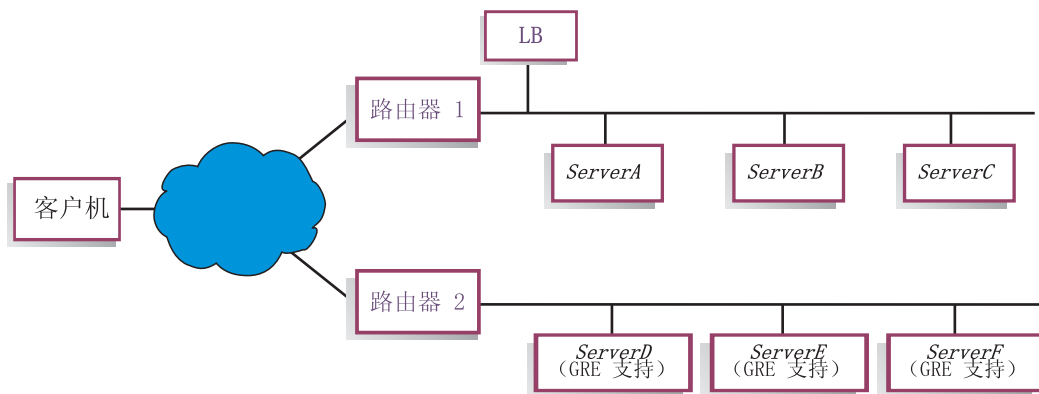 LB
路由器 1
ServerA
ServerB
ServerC
客户机
路由器 2
ServerD
（GRE 支持）
ServerE
（GRE 支持）
ServerF
（GRE 支持）